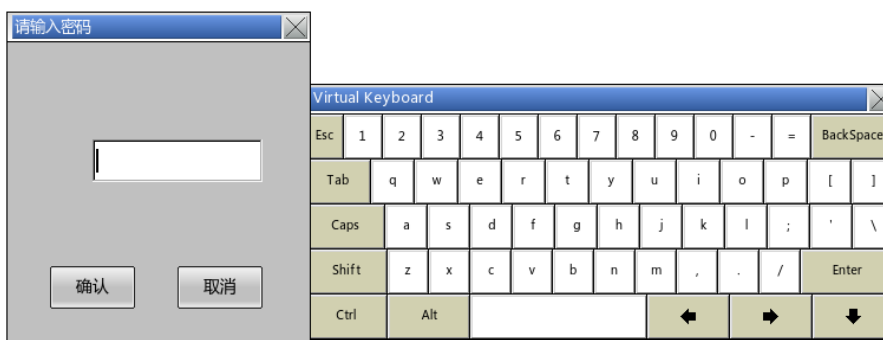 请输入密码
确认 取消
Virtual Keyboard
Esc 1 2 3 4 5 6 7 8 9 0 - = BackSpace
Tab q w e r t y u i o p [ ]
Caps a s d f g h j k l ; ' \
Shift z x c v b n m , . / Enter
Ctrl Alt